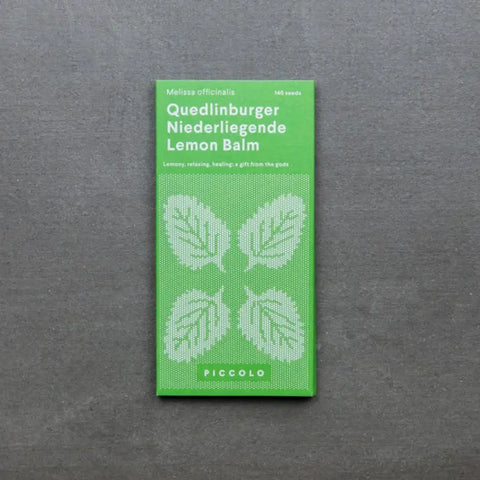 Melissa officinalis 140 seeds
Quedlinburger
Niederliegende
Lemon Balm
Lemony, relaxing, healing: a gift from the gods
PICCOLO